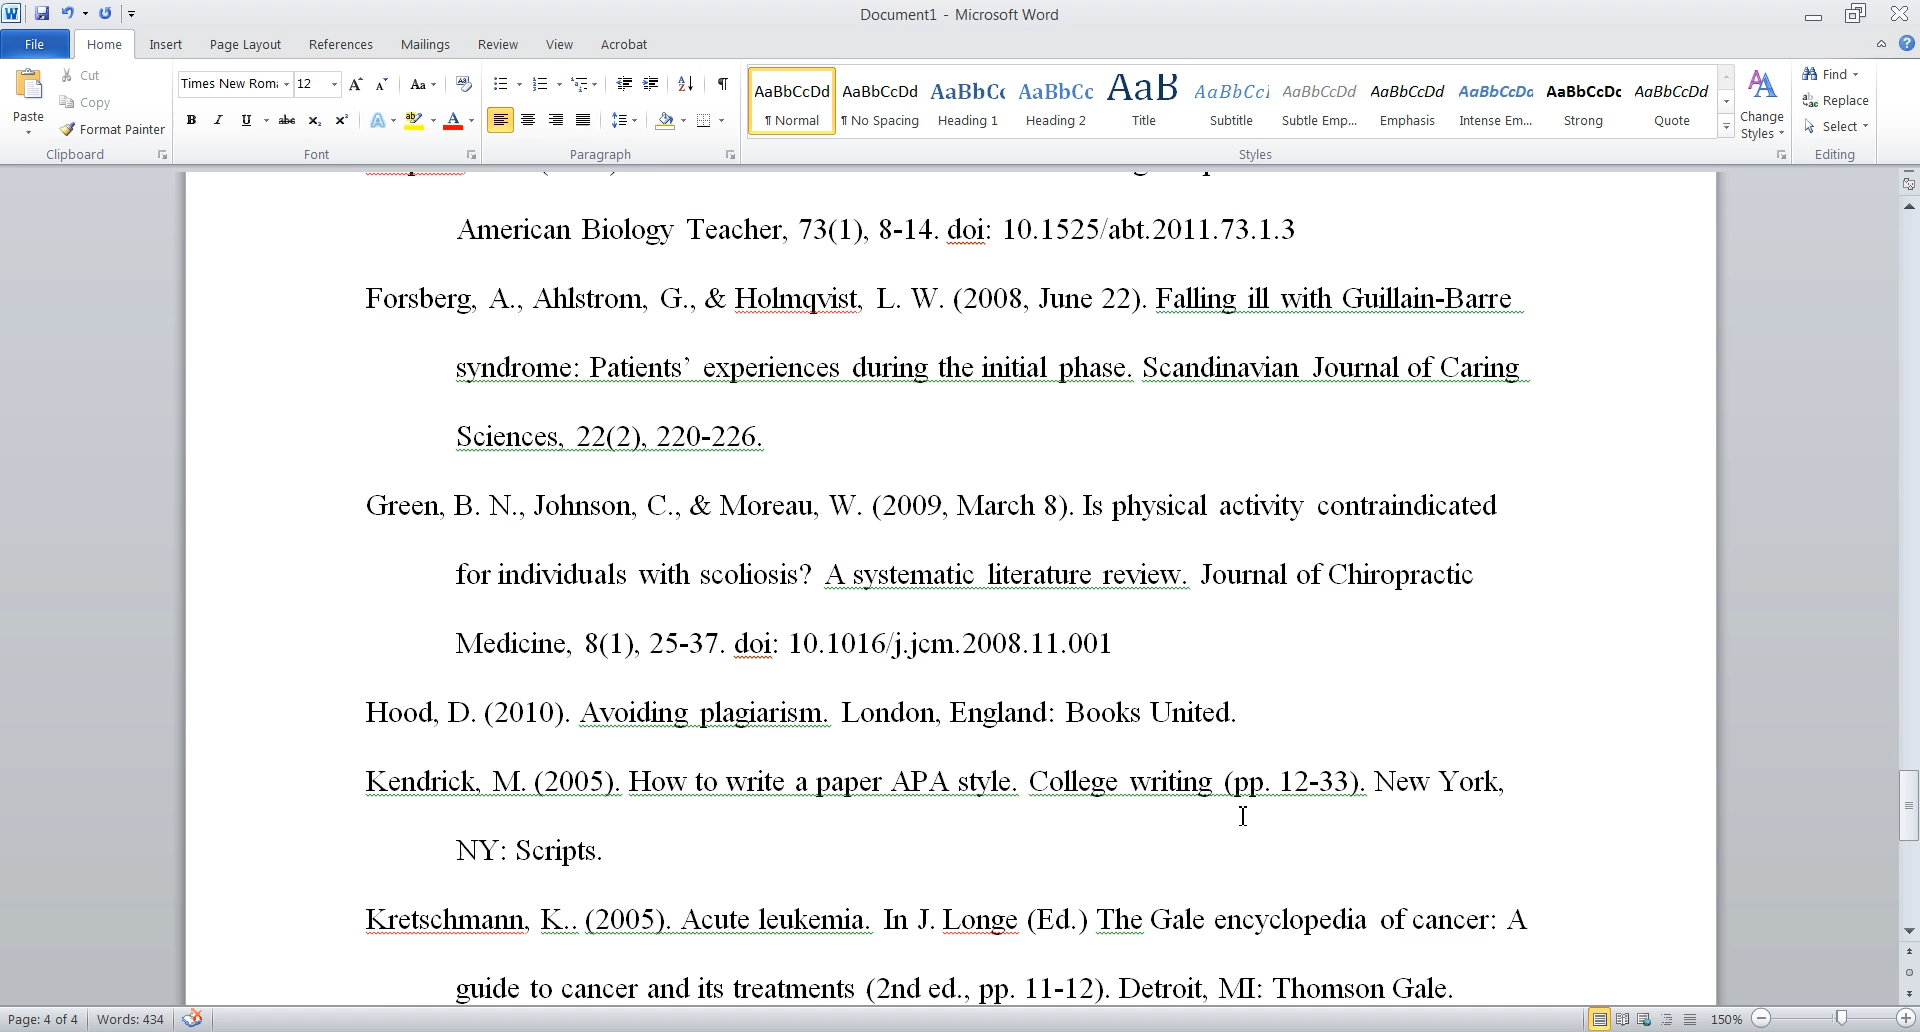 Document1 - Microsoft Word
File Home Insert Page Layout References Mailings Review View Acrobat
Paste
Cut
Copy
Format Painter
Clipboard
Times New Roma 12
Font
Paragraph
AaBbCcDd AaBbCcDd AaBbCc AaBbCc AaB AaBbCcl AaBbCcDd AaBbCcDd AaBbCcDd AaBbCcDc AaBbCcDd
¶ Normal ¶ No Spacing Heading 1 Heading 2 Title Subtitle Subtle Emp... Emphasis Intense Em... Strong Quote
Styles
Change
Styles
Find
Replace
Select
Editing
American Biology Teacher, 73(1), 8-14. doi: 10.1525/abt.2011.73.1.3
Forsberg, A., Ahlstrom, G., & Holmqvist, L. W. (2008, June 22). Falling ill with Guillain-Barre
syndrome: Patients’ experiences during the initial phase. Scandinavian Journal of Caring
Sciences, 22(2), 220-226.
Green, B. N., Johnson, C., & Moreau, W. (2009, March 8). Is physical activity contraindicated
for individuals with scoliosis? A systematic literature review. Journal of Chiropractic
Medicine, 8(1), 25-37. doi: 10.1016/j.jcm.2008.11.001
Hood, D. (2010). Avoiding plagiarism. London, England: Books United.
Kendrick, M. (2005). How to write a paper APA style. College writing (pp. 12-33). New York,
NY: Scripts.
Kretschmann, K.. (2005). Acute leukemia. In J. Longe (Ed.) The Gale encyclopedia of cancer: A
guide to cancer and its treatments (2nd ed., pp. 11-12). Detroit, MI: Thomson Gale.
Page: 4 of 4 Words: 434 150%